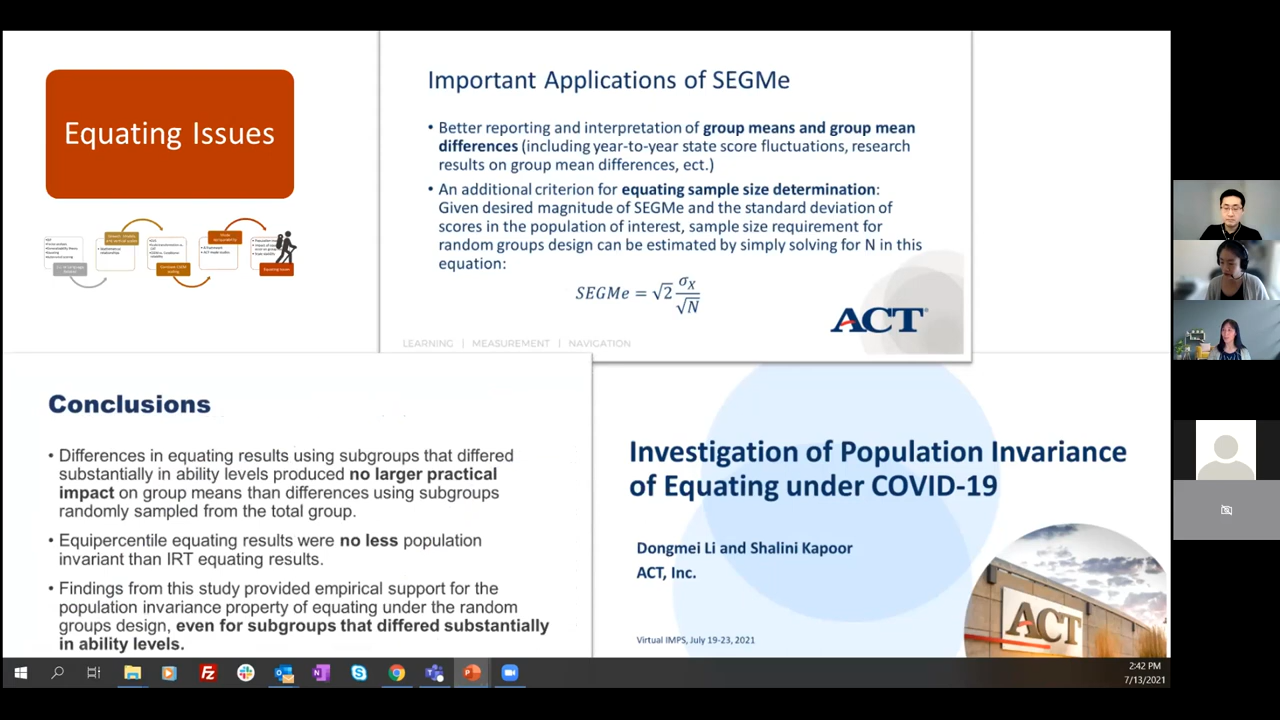 Equating Issues
Equating issues
Important Applications of SEGMe
• Better reporting and interpretation of group means and group mean
differences (including year-to-year state score fluctuations, research
results on group mean differences, ect.)
• An additional criterion for equating sample size determination:
Given desired magnitude of SEGMe and the standard deviation of
scores in the population of interest, sample size requirement for
random groups design can be estimated by simply solving for N in this
equation:
SEGMe = √2 σX/√N
ACT
LEARNING | MEASUREMENT | NAVIGATION
Conclusions
• Differences in equating results using subgroups that differed
substantially in ability levels produced no larger practical
impact on group means than differences using subgroups
randomly sampled from the total group.
• Equipercentile equating results were no less population
invariant than IRT equating results.
• Findings from this study provided empirical support for the
population invariance property of equating under the random
groups design, even for subgroups that differed substantially
in ability levels.
Investigation of Population Invariance
of Equating under COVID-19
Dongmei Li and Shalini Kapoor
ACT, Inc.
Virtual IMPS, July 19-23, 2021
ACT
2:42 PM
7/13/2021